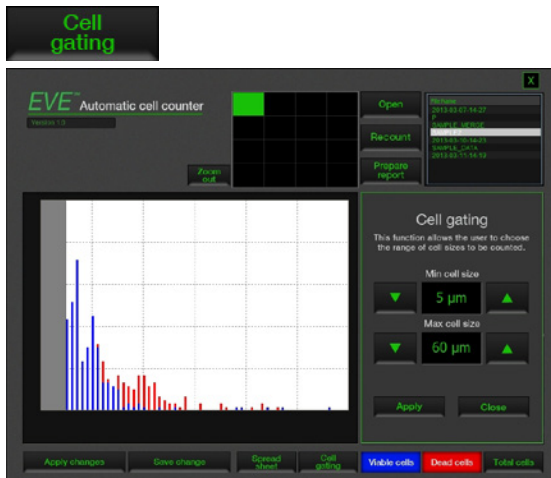 Cell
gating
X
EVE™ Automatic cell counter
Version 1.0
Open
Recount
Prepare
report
File Name
2013-03-07-14-27
P
SAMPLE_MERGE
SAMPLE2
SAMPLE_DATA
2013-03-11-14-19
Zoom
out
Cell gating
This function allows the user to choose
the range of cell sizes to be counted.
Min cell size
▼ 5 µm ▲
Max cell size
▼ 60 µm ▲
Apply
Close
Apply changes
Save change
Spread
sheet
Cell
gating
Viable cells
Dead cells
Total cells